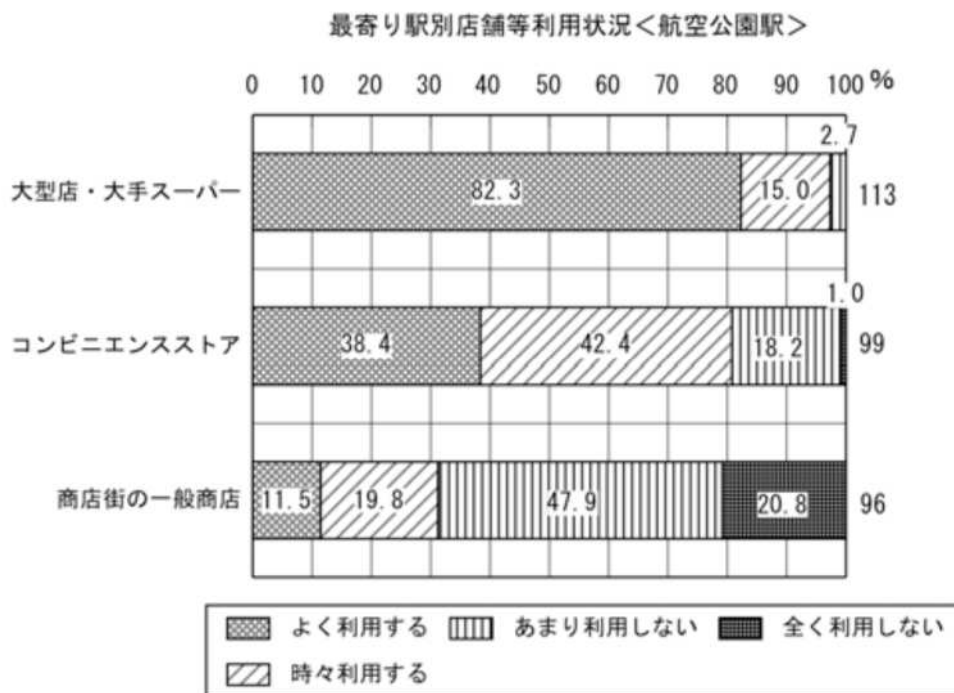 最寄り駅別店舗等利用状況＜航空公園駅＞
0 10 20 30 40 50 60 70 80 90 100 %
2.7
大型店・大手スーパー 82.3 15.0 113
1.0
コンビニエンスストア 38.4 42.4 18.2 99
商店街の一般商店 11.5 19.8 47.9 20.8 96
よく利用する あまり利用しない 全く利用しない
時々利用する